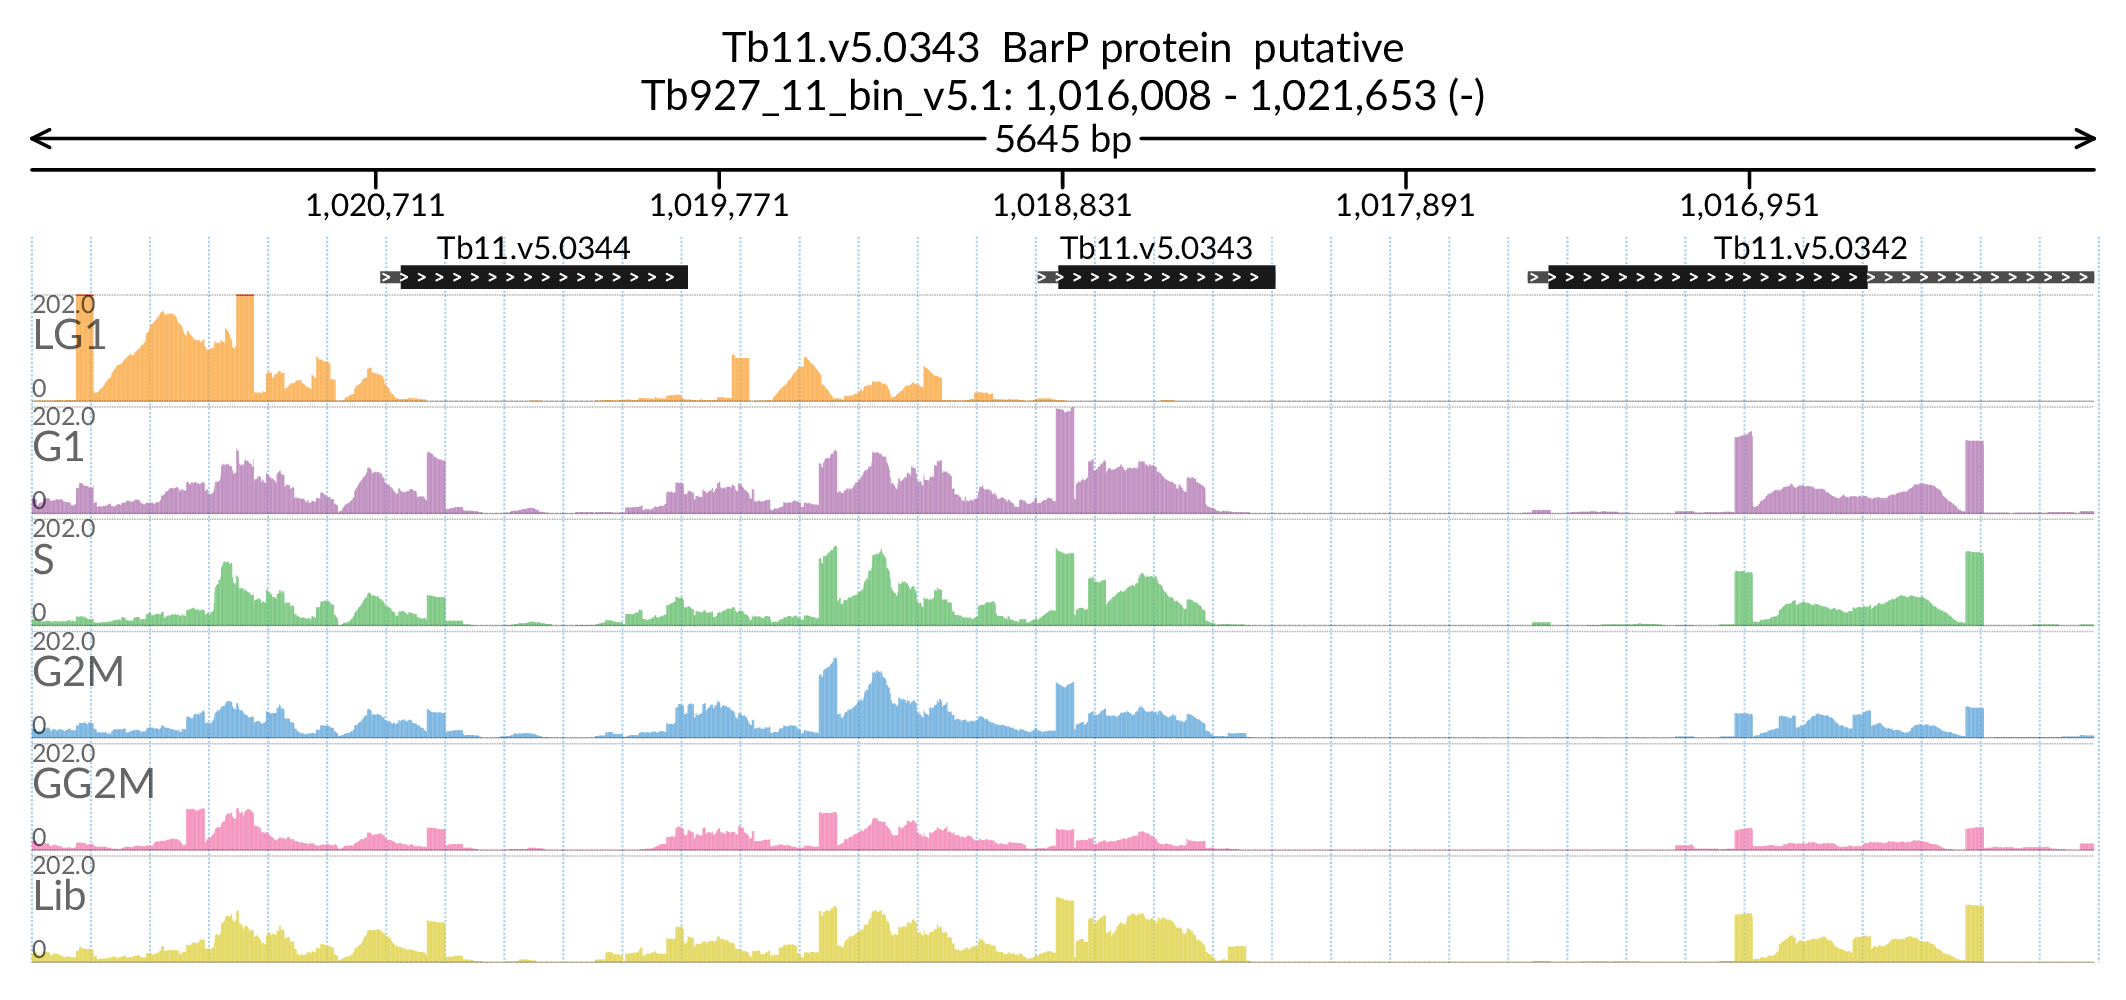 Tb11.v5.0343 BarP protein putative
Tb927_11_bin_v5.1: 1,016,008 - 1,021,653 (-)
5645 bp
1,020,711 1,019,771 1,018,831 1,017,891 1,016,951
Tb11.v5.0344 Tb11.v5.0343 Tb11.v5.0342
202.0
LG1
0
202.0
G1
0
202.0
S
0
202.0
G2M
0
202.0
GG2M
0
202.0
Lib
0